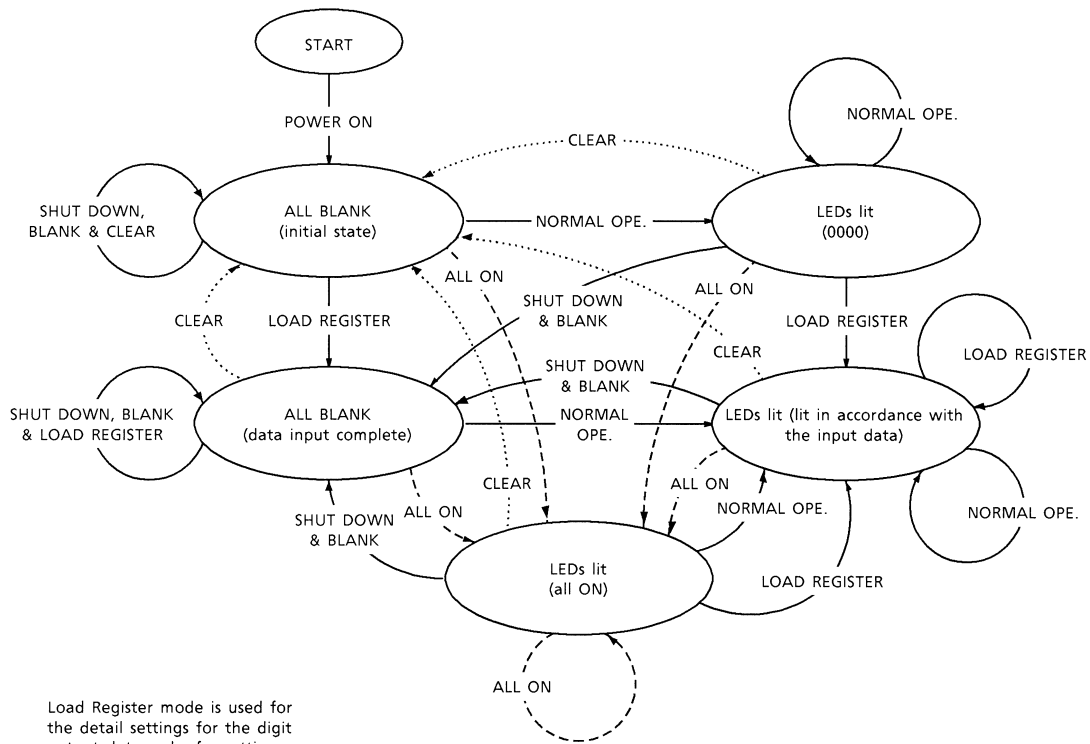 START
POWER ON
NORMAL OPE.
CLEAR
SHUT DOWN,
BLANK & CLEAR
ALL BLANK
(initial state)
NORMAL OPE.
LEDs lit
(0000)
ALL ON
ALL ON
SHUT DOWN
& BLANK
CLEAR
LOAD REGISTER
LOAD REGISTER
CLEAR
LOAD REGISTER
SHUT DOWN
& BLANK
SHUT DOWN, BLANK
& LOAD REGISTER
ALL BLANK
(data input complete)
NORMAL
OPE.
LEDs lit (lit in accordance with
the input data)
CLEAR
ALL ON
ALL ON
NORMAL OPE.
NORMAL OPE.
SHUT DOWN
& BLANK
LEDs lit
(all ON)
LOAD REGISTER
ALL ON
Load Register mode is used for
the detail settings for the digit